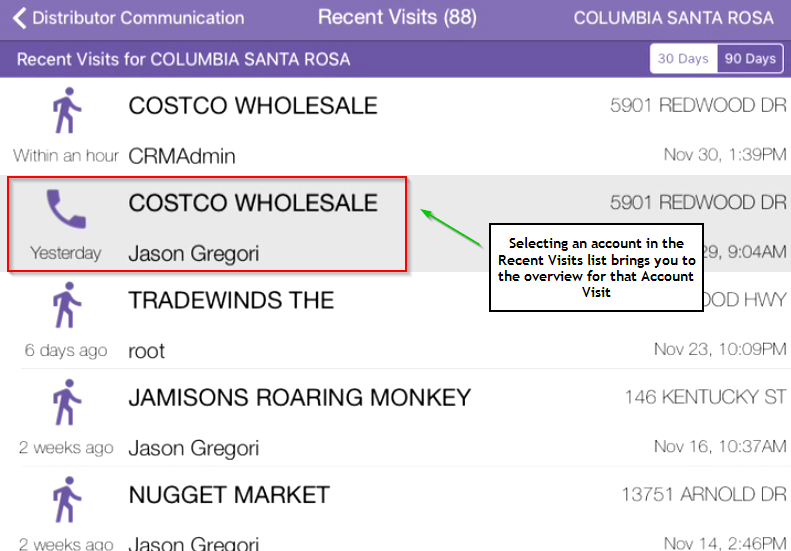 Distributor Communication Recent Visits (88) COLUMBIA SANTA ROSA
Recent Visits for COLUMBIA SANTA ROSA 30 Days 90 Days
COSTCO WHOLESALE 5901 REDWOOD DR
Within an hour CRMAdmin Nov 30, 1:39PM
COSTCO WHOLESALE 5901 REDWOOD DR
Yesterday Jason Gregori 29, 9:04AM
Selecting an account in the
Recent Visits list brings you to
the overview for that Account
Visit
TRADEWINDS THE OOD HWY
6 days ago root Nov 23, 10:09PM
JAMISONS ROARING MONKEY 146 KENTUCKY ST
2 weeks ago Jason Gregori Nov 16, 10:37AM
NUGGET MARKET 13751 ARNOLD DR
2 weeks ago Jason Gregori Nov 14, 2:46PM